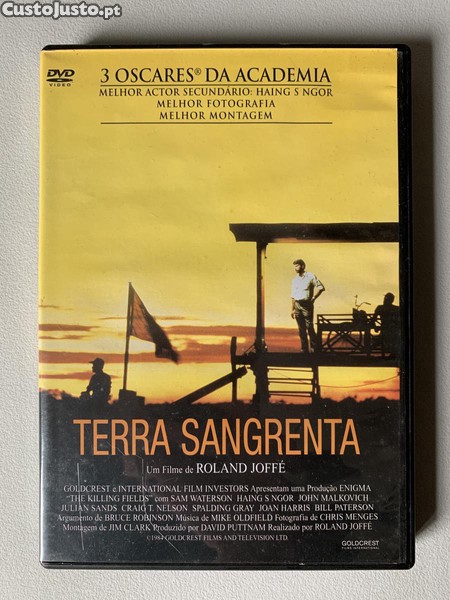 CustoJusto.pt
DVD
VIDEO
3 OSCARES® DA ACADEMIA
MELHOR ACTOR SECUNDÁRIO: HAING S NGOR
MELHOR FOTOGRAFIA
MELHOR MONTAGEM
TERRA SANGRENTA
Um Filme de ROLAND JOFFÉ
GOLDCREST e INTERNATIONAL FILM INVESTORS Apresentam uma Produção ENIGMA
"THE KILLING FIELDS" com SAM WATERSON HAING S NGOR JOHN MALKOVICH
JULIAN SANDS CRAIG T. NELSON SPALDING GRAY JOAN HARRIS BILL PATERSON
Argumento de BRUCE ROBINSON Música de MIKE OLDFIELD Fotografia de CHRIS MENGES
Montagem de JIM CLARK Produzido por DAVID PUTTNAM Realizado por ROLAND JOFFÉ
©1984 GOLDCREST FILMS AND TELEVISION LTD.
GOLDCREST
FILMS INTERNATIONAL